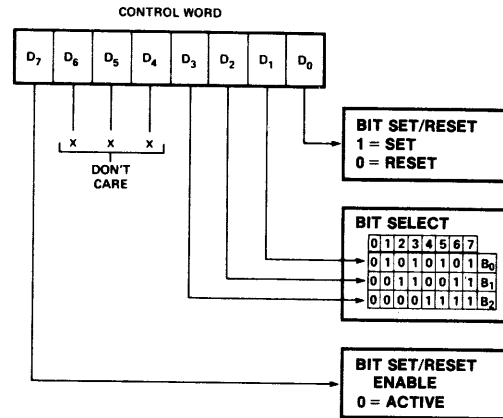 CONTROL WORD
D7 D6 D5 D4 D3 D2 D1 D0
X X X
DON'T
CARE
BIT SET/RESET
1 = SET
0 = RESET
BIT SELECT
0 1 2 3 4 5 6 7
0 1 0 1 0 1 0 1 B0
0 0 1 1 0 0 1 1 B1
0 0 0 0 1 1 1 1 B2
BIT SET/RESET
ENABLE
0 = ACTIVE